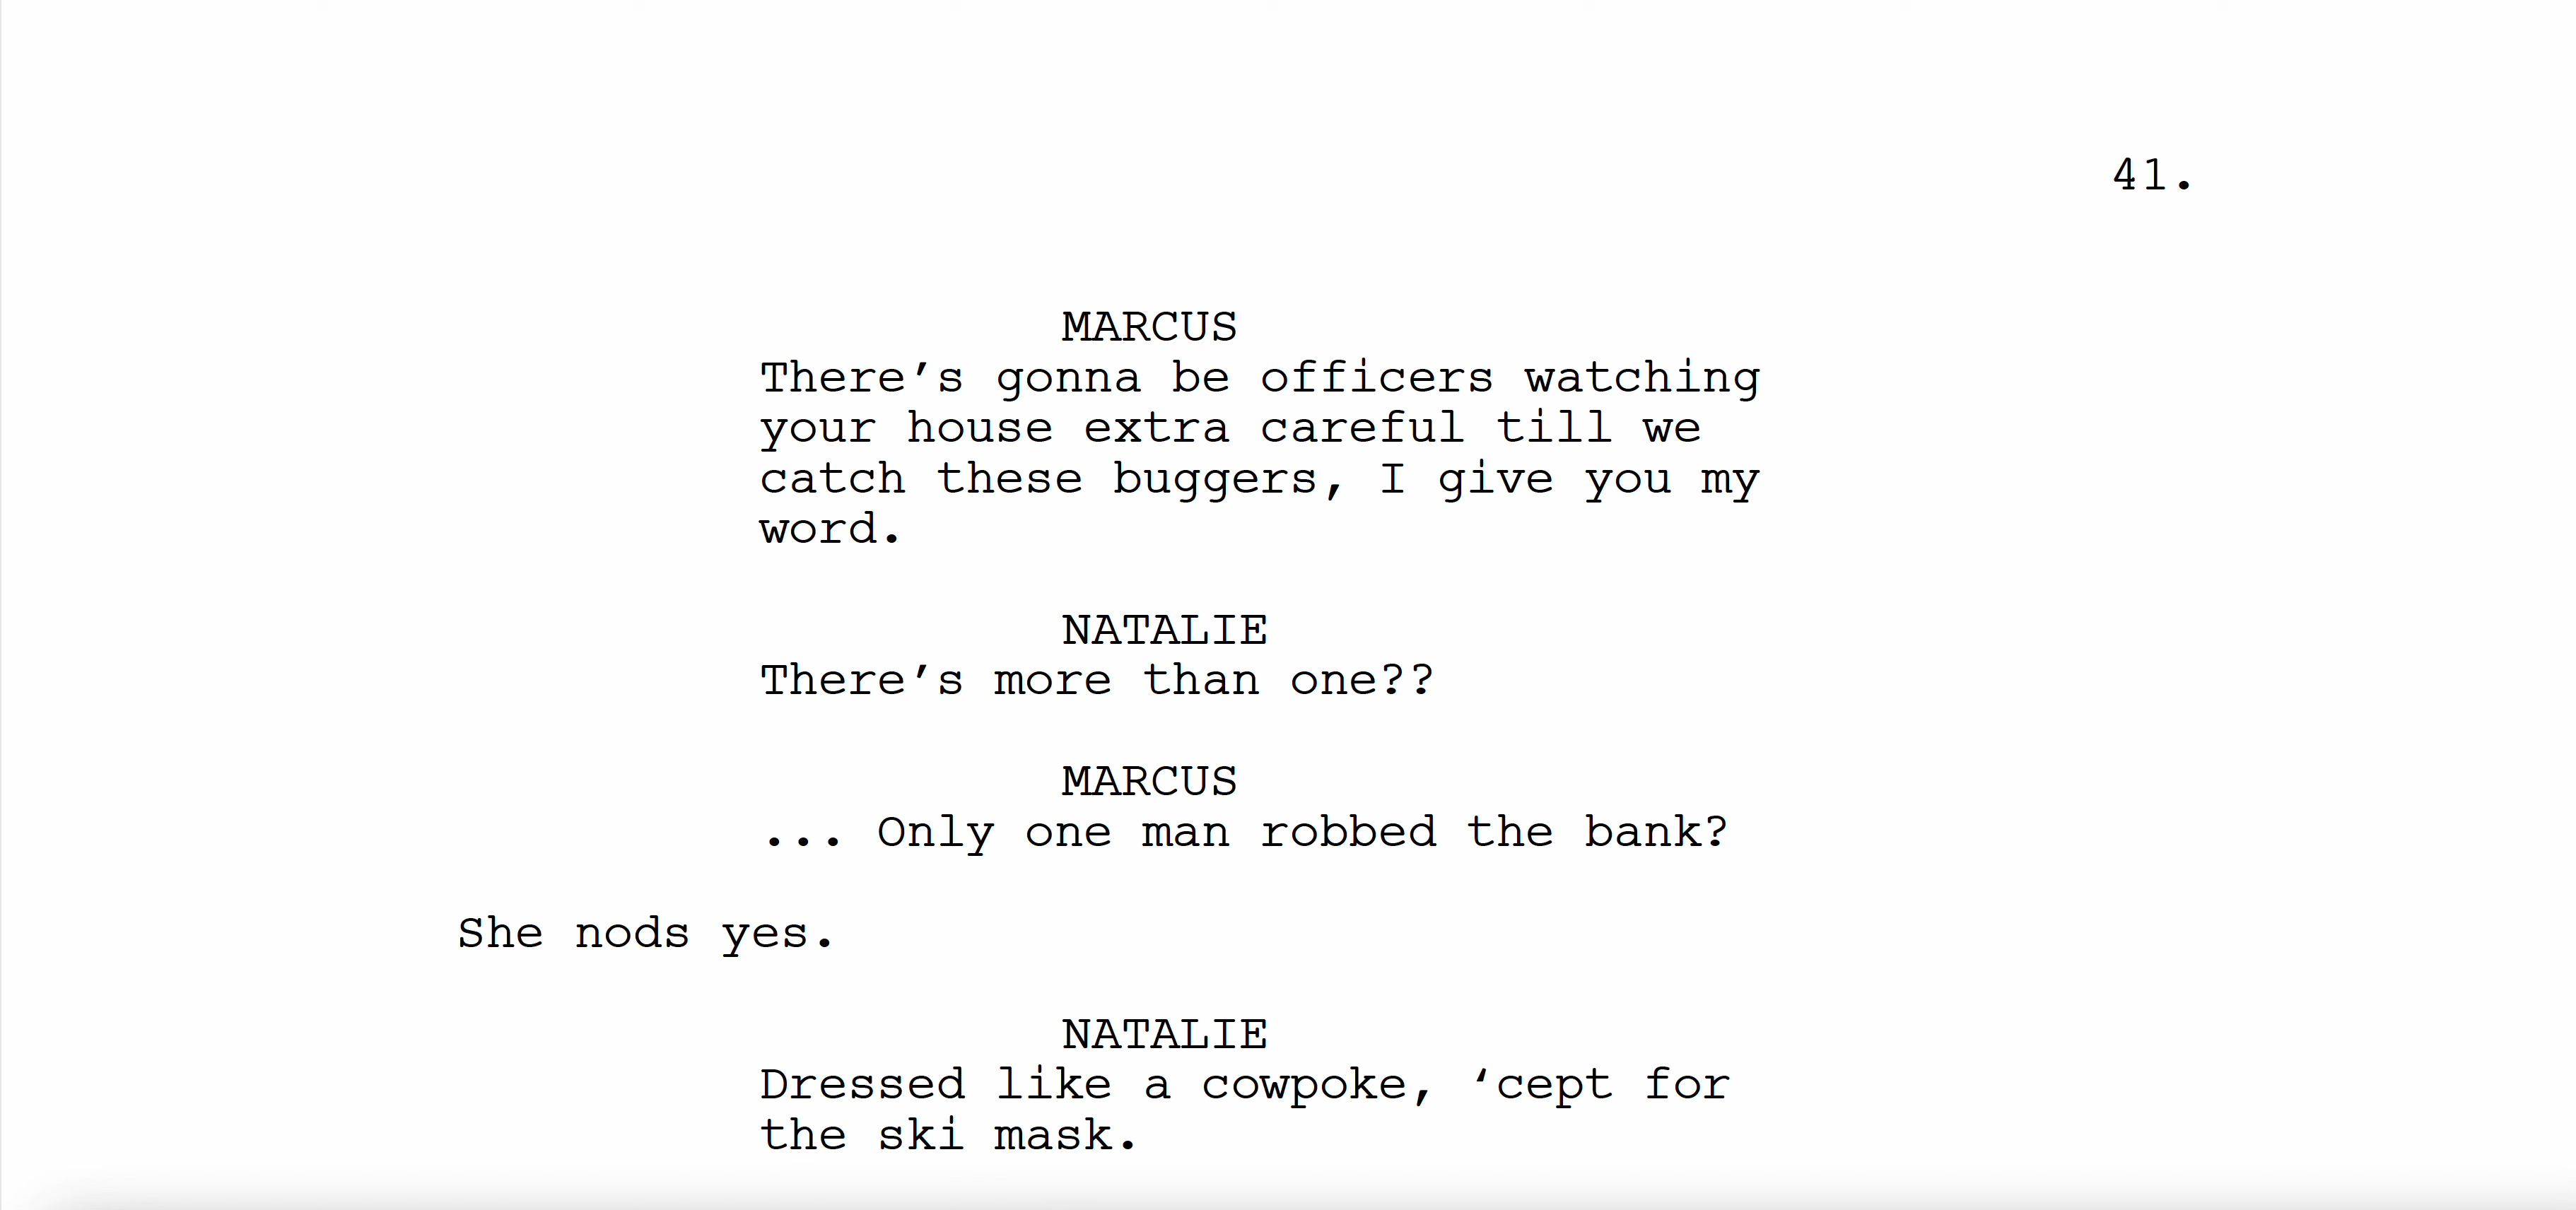 41.
MARCUS
There’s gonna be officers watching
your house extra careful till we
catch these buggers, I give you my
word.
NATALIE
There’s more than one??
MARCUS
... Only one man robbed the bank?
She nods yes.
NATALIE
Dressed like a cowpoke, ‘cept for
the ski mask.